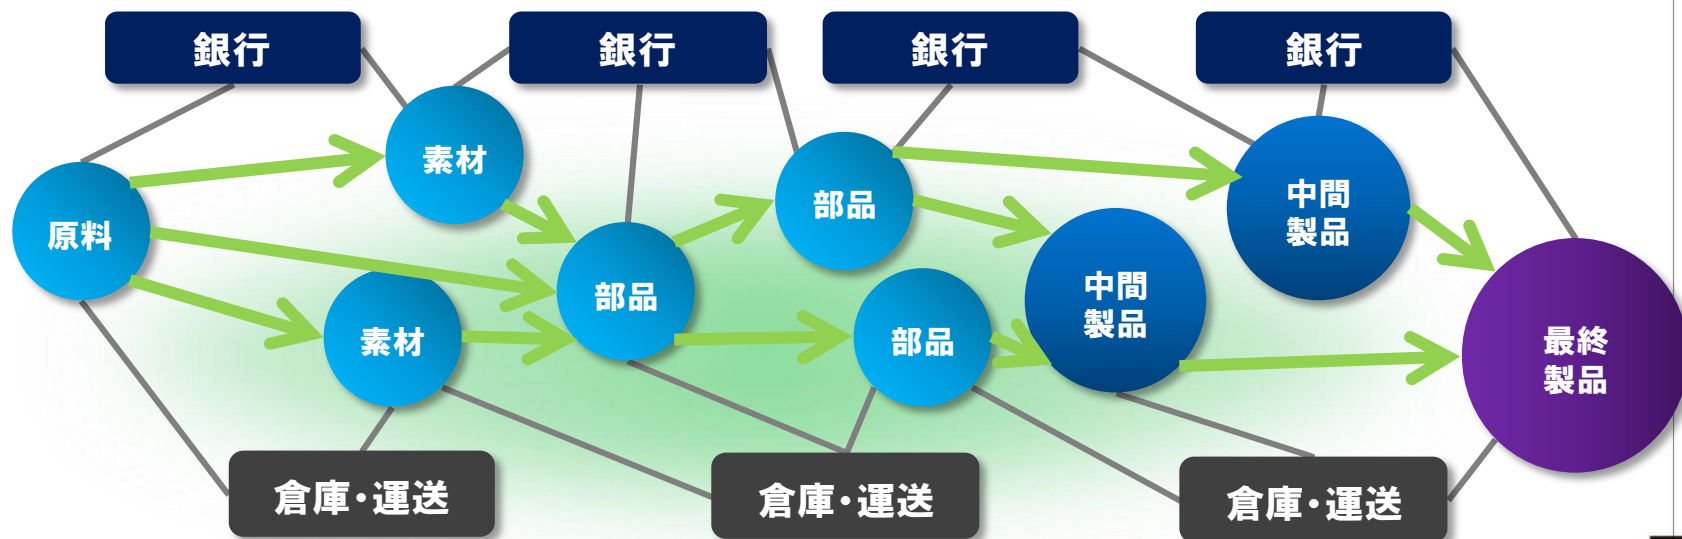 銀行
銀行
銀行
銀行
素材
部品
中間
製品
原料
部品
中間
製品
素材
部品
最終
製品
倉庫・運送
倉庫・運送
倉庫・運送